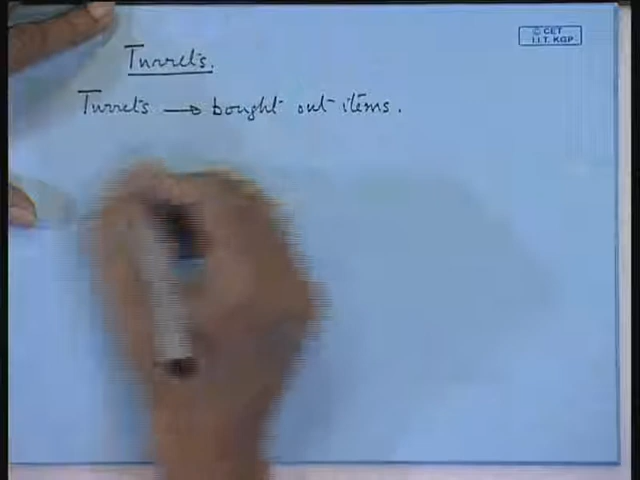 © CET
I.I.T. KGP
Turrets.
Turrets → bought out items.